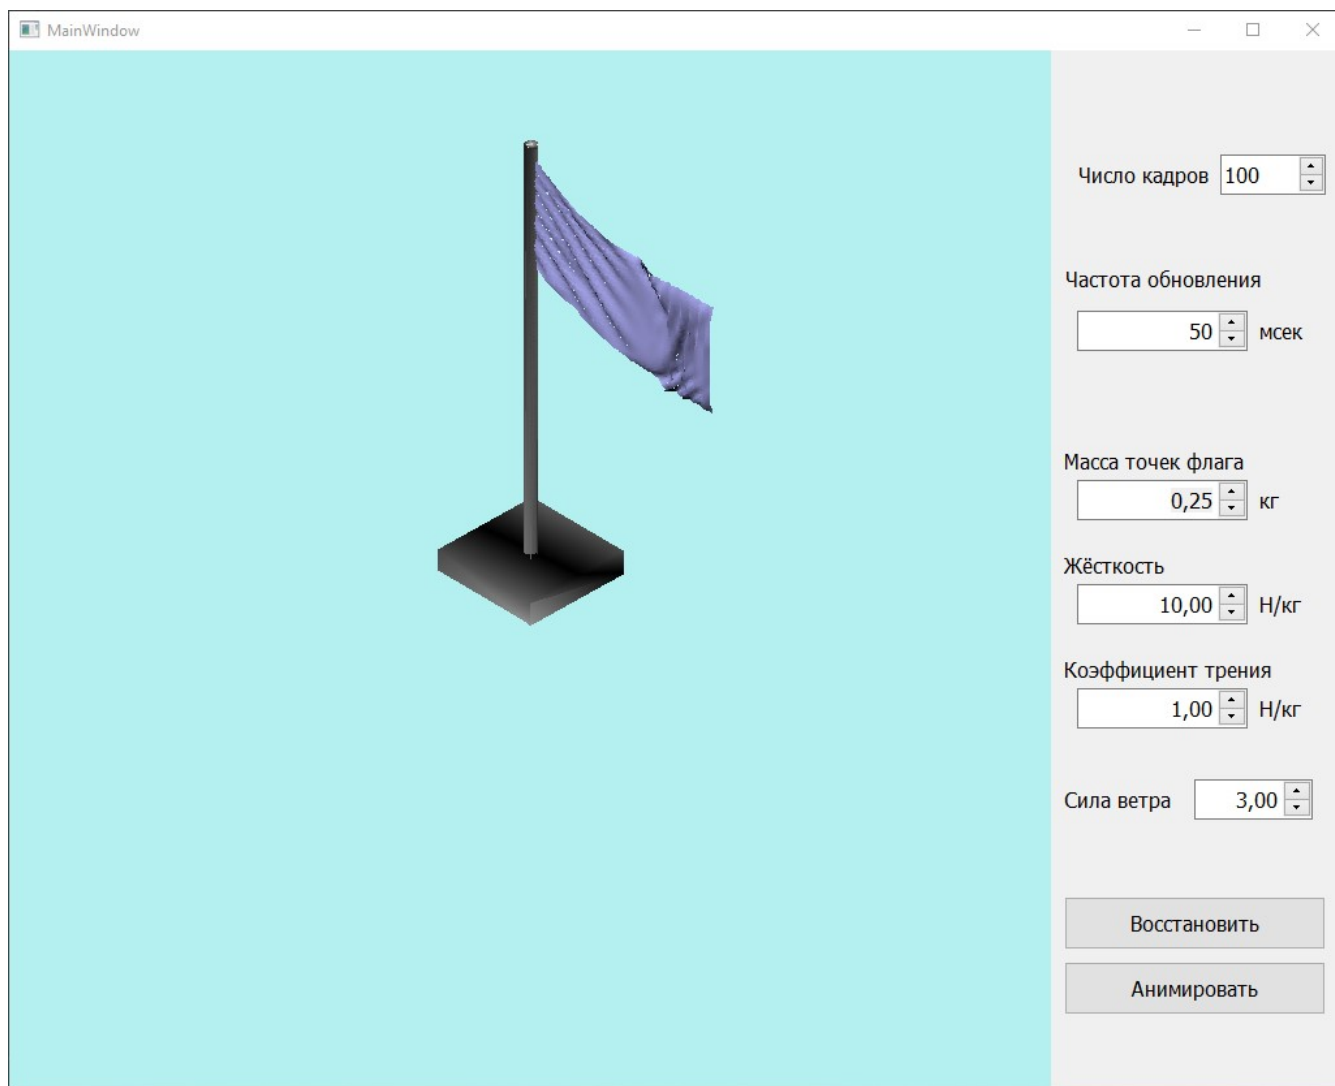 MainWindow
Число кадров 100
Частота обновления
50 мсек
Масса точек флага
0,25 кг
Жёсткость
10,00 Н/кг
Коэффициент трения
1,00 Н/кг
Сила ветра 3,00
Восстановить
Анимировать